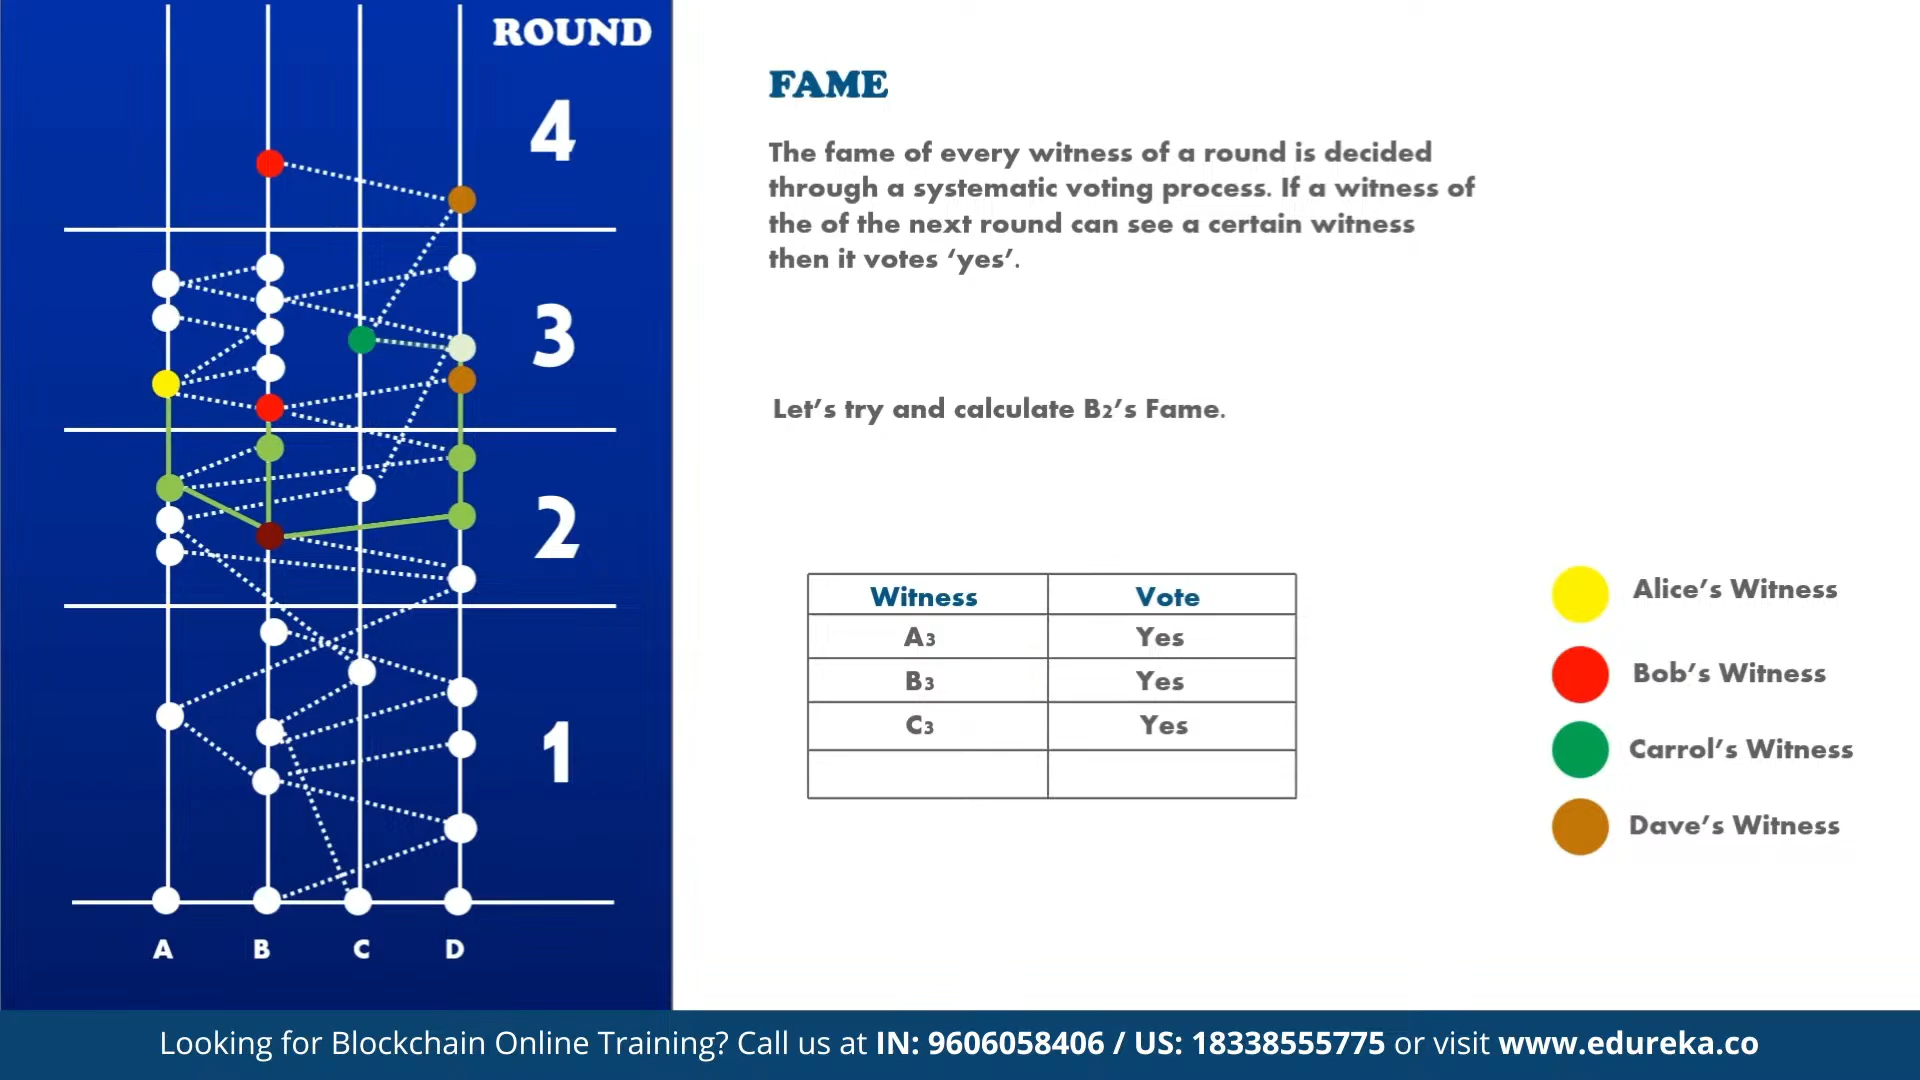 ROUND
4
3
2
1
A B C D
FAME
The fame of every witness of a round is decided
through a systematic voting process. If a witness of
the of the next round can see a certain witness
then it votes ‘yes’.
Let’s try and calculate B2’s Fame.
Witness Vote
A3 Yes
B3 Yes
C3 Yes
Alice’s Witness
Bob’s Witness
Carrol’s Witness
Dave’s Witness
Looking for Blockchain Online Training? Call us at IN: 9606058406 / US: 18338555775 or visit www.edureka.co